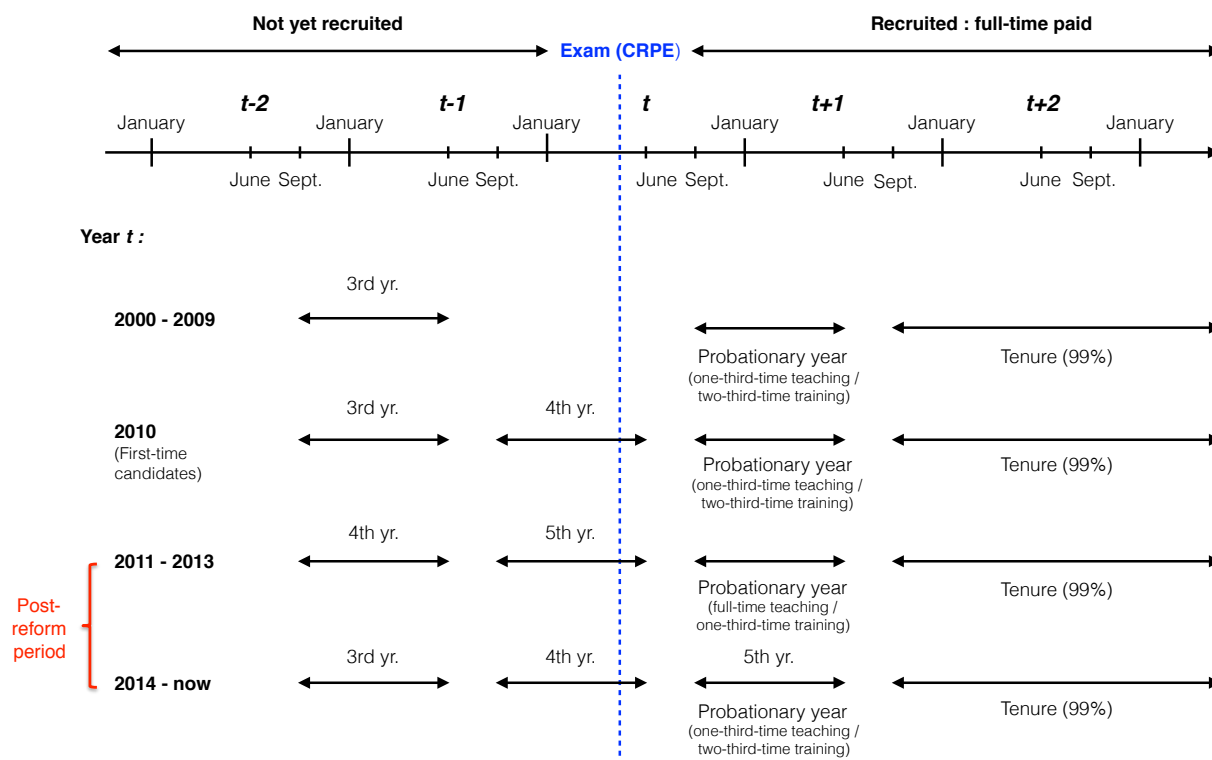 Not yet recruited
Recruited : full-time paid
Exam (CRPE)
t-2 t-1 t t+1 t+2
January January January January January January
June Sept. June Sept. June Sept. June Sept. June Sept.
Year t :
3rd yr.
2000 - 2009
Probationary year
(one-third-time teaching /
two-third-time training)
Tenure (99%)
3rd yr. 4th yr.
2010
(First-time
candidates)
Probationary year
(one-third-time teaching /
two-third-time training)
Tenure (99%)
4th yr. 5th yr.
2011 - 2013
Probationary year
(full-time teaching /
one-third-time training)
Tenure (99%)
Post-
reform
period
3rd yr. 4th yr. 5th yr.
2014 - now
Probationary year
(one-third-time teaching /
two-third-time training)
Tenure (99%)